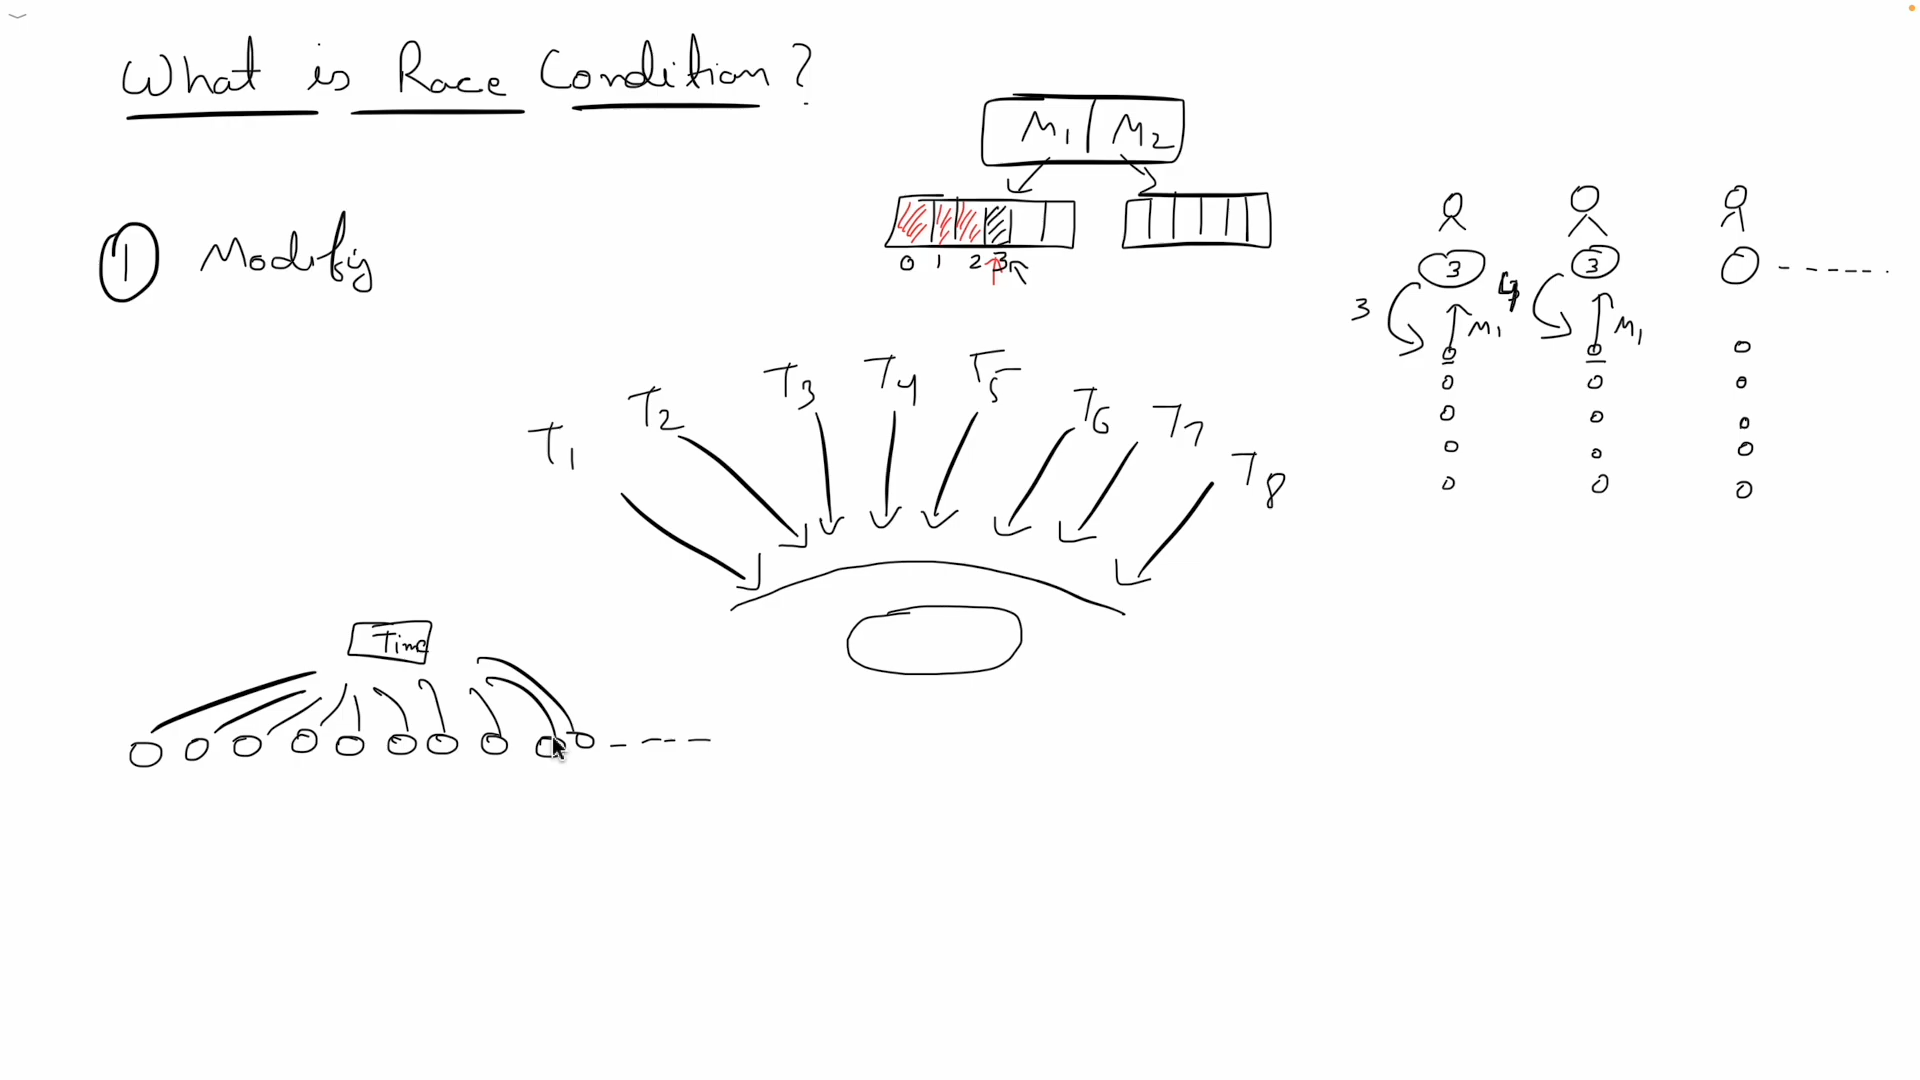 What is Race Condition?
M1 M2
0 1 2 3
1 Modify
3 3
3 M1 4 M1
T1 T2 T3 T4 T5 T6 T7 T8
Time